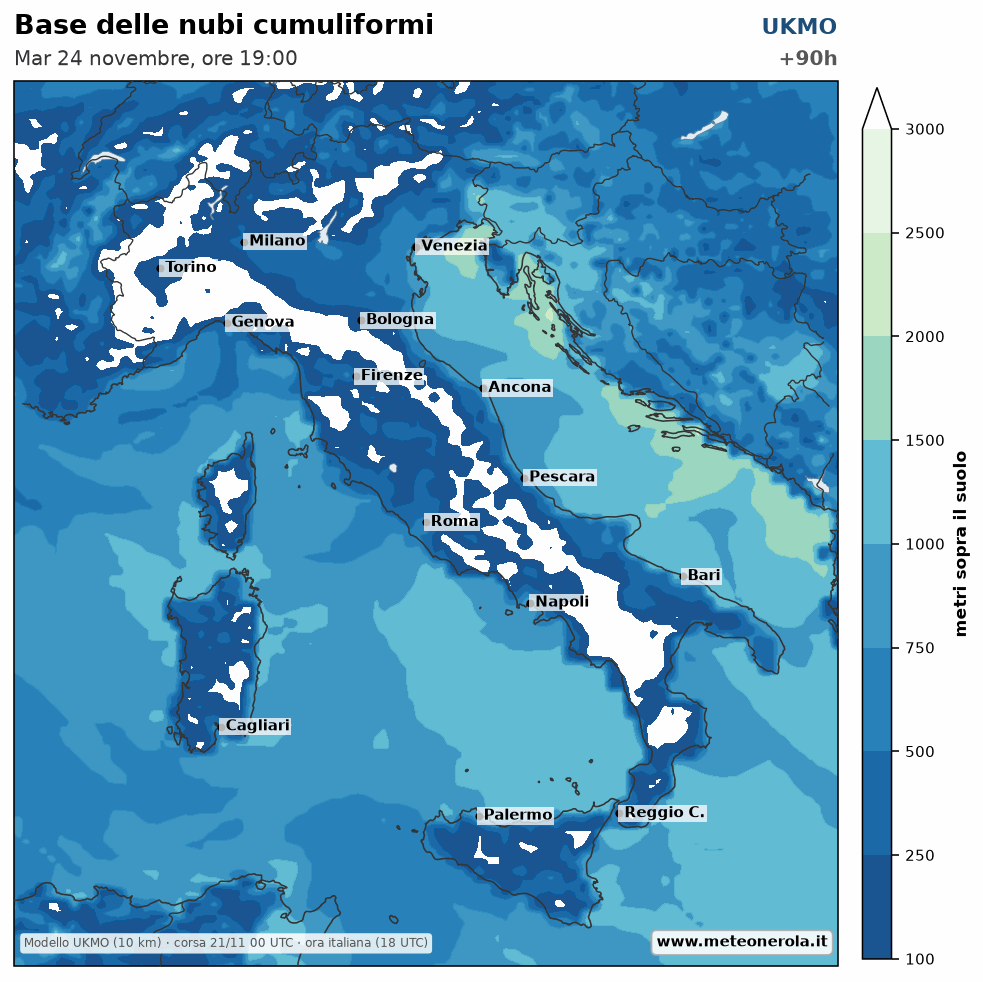 Base delle nubi cumuliformi
UKMO
Mar 24 novembre, ore 19:00
+90h
3000
2500
2000
1500
1000
750
500
250
100
metri sopra il suolo
Milano
Venezia
Torino
Genova
Bologna
Firenze
Ancona
Pescara
Roma
Bari
Napoli
Cagliari
Palermo
Reggio C.
Modello UKMO (10 km) · corsa 21/11 00 UTC · ora italiana (18 UTC)
www.meteonerola.it